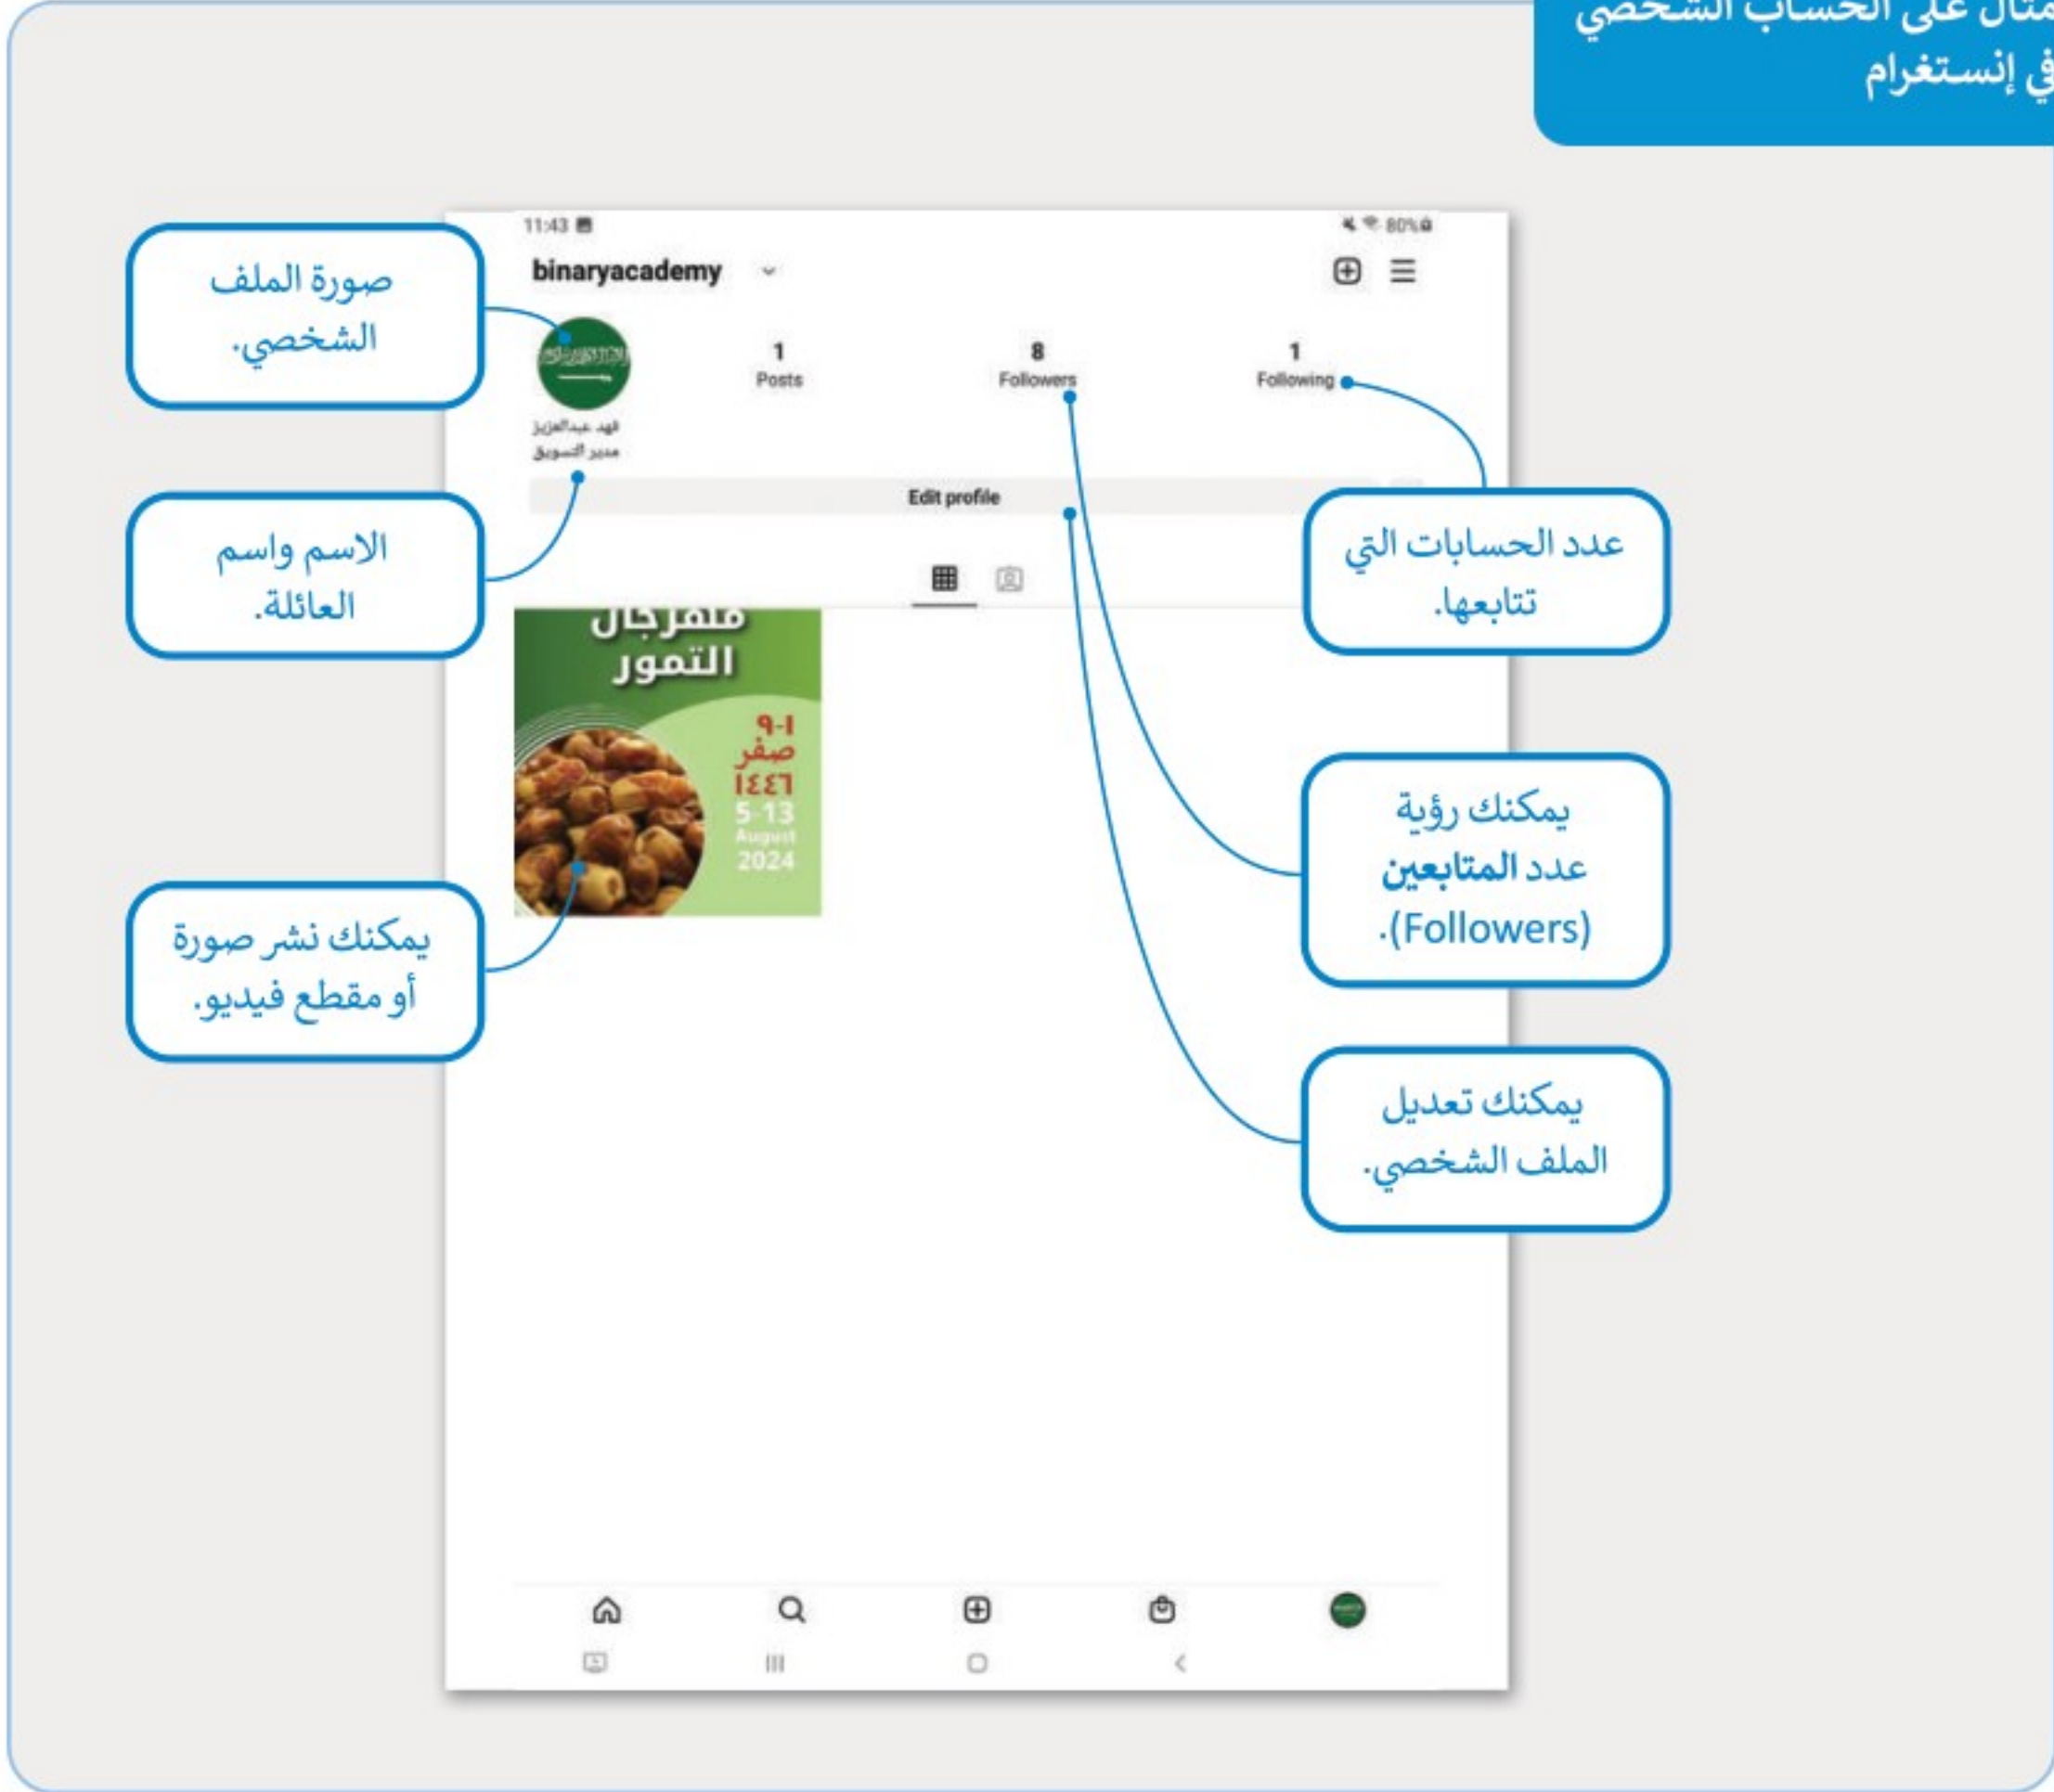 مثال على الحساب الشخصي
في إنستغرام
11:43
80%
binaryacademy
صورة الملف
الشخصي.
1
Posts
8
Followers
1
Following
فهد عبدالعزيز
مدير التسويق
Edit profile
الاسم واسم
العائلة.
عدد الحسابات التي
تتابعها.
مهرجان
التمور
١-٩
صفر
١٤٤٦
5-13
August
2024
يمكنك رؤية
عدد المتابعين
(Followers).
يمكنك نشر صورة
أو مقطع فيديو.
يمكنك تعديل
الملف الشخصي.